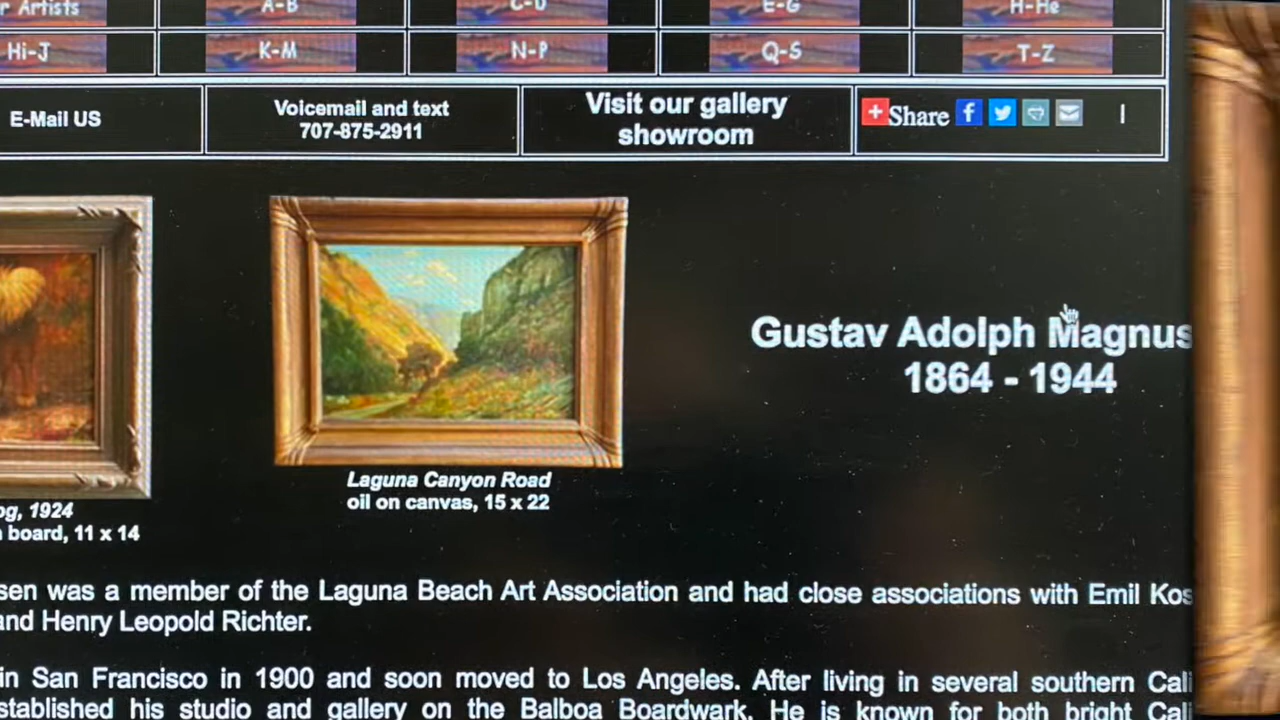 r Artists
A-B
C-D
E-G
H-He
Hi-J
K-M
N-P
Q-S
T-Z
E-Mail US
Voicemail and text
707-875-2911
Visit our gallery
showroom
Share
Laguna Canyon Road
oil on canvas, 15 x 22
Gustav Adolph Magnus
1864 - 1944
og, 1924
board, 11 x 14
sen was a member of the Laguna Beach Art Association and had close associations with Emil Kos
and Henry Leopold Richter.
in San Francisco in 1900 and soon moved to Los Angeles. After living in several southern Cali
stablished his studio and gallery on the Balboa Boardwalk. He is known for both bright Cali